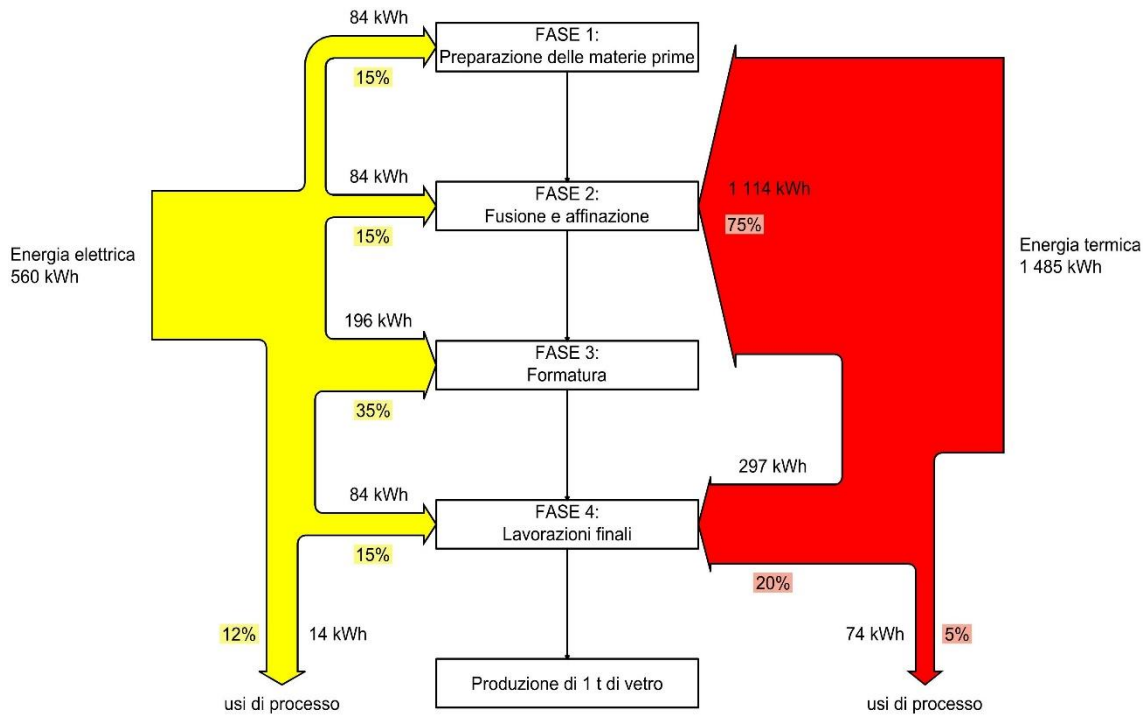 84 kWh
15%
FASE 1:
Preparazione delle materie prime
84 kWh
15%
FASE 2:
Fusione e affinazione
1 114 kWh
75%
Energia elettrica
560 kWh
Energia termica
1 485 kWh
196 kWh
35%
FASE 3:
Formatura
84 kWh
15%
FASE 4:
Lavorazioni finali
297 kWh
20%
12%
14 kWh
usi di processo
Produzione di 1 t di vetro
74 kWh
5%
usi di processo